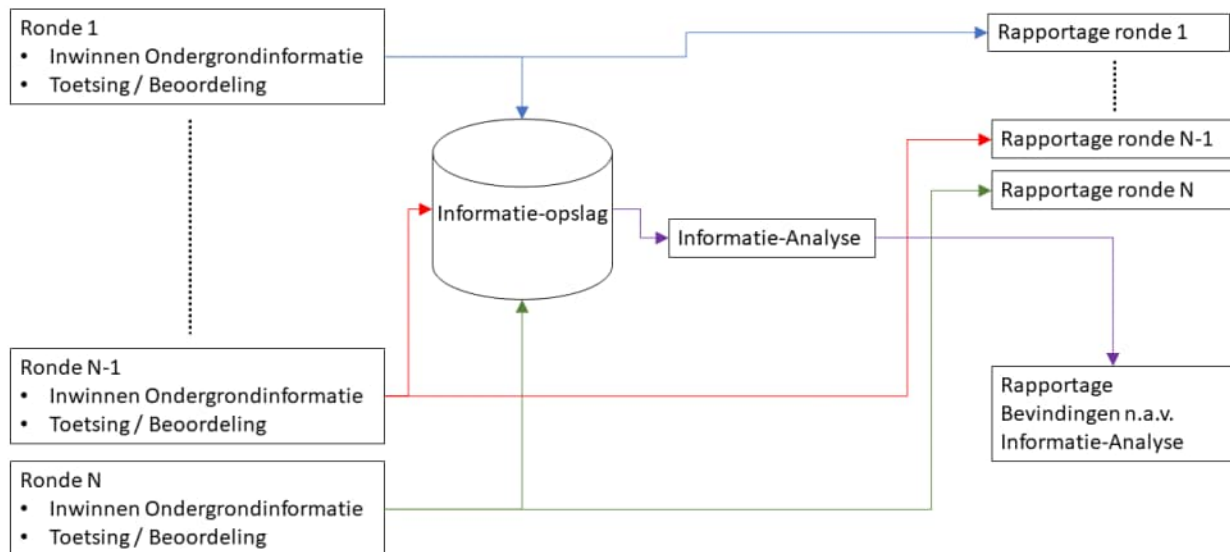 Ronde 1
• Inwinnen Ondergrondinformatie
• Toetsing / Beoordeling
Rapportage ronde 1
Rapportage ronde N-1
Rapportage ronde N
Informatie-opslag
Informatie-Analyse
Ronde N-1
• Inwinnen Ondergrondinformatie
• Toetsing / Beoordeling
Rapportage
Bevindingen n.a.v.
Informatie-Analyse
Ronde N
• Inwinnen Ondergrondinformatie
• Toetsing / Beoordeling